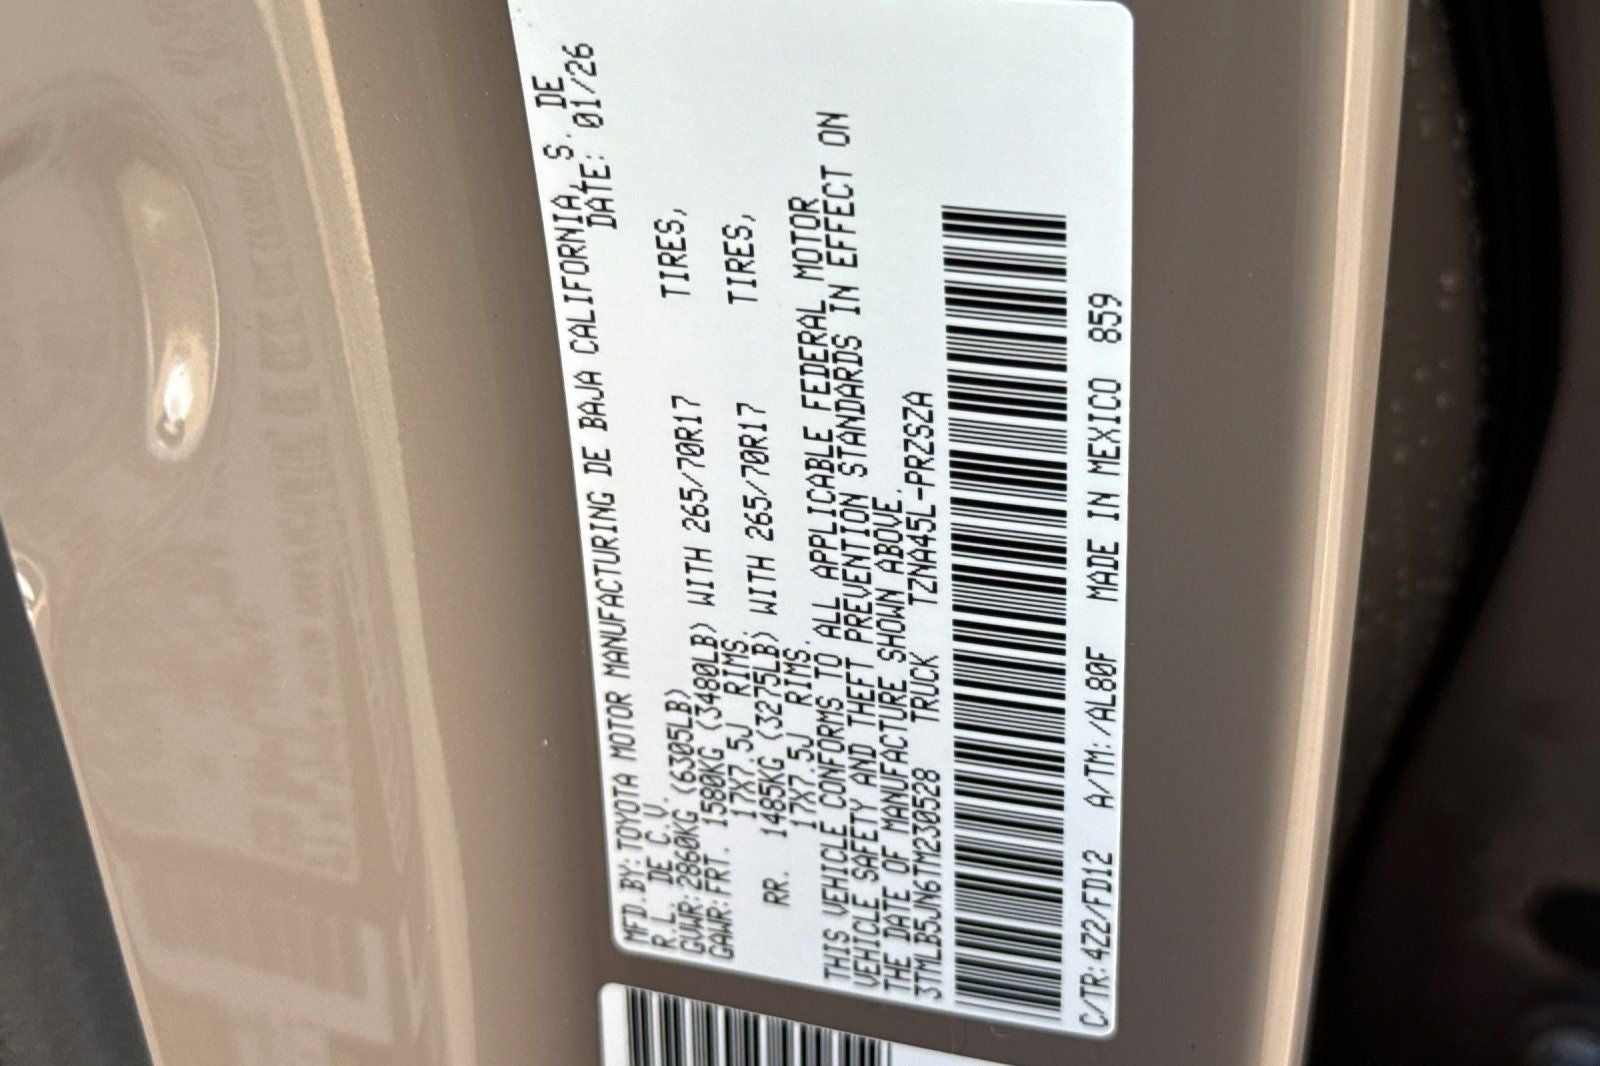 MFD.BY:TOYOTA MOTOR MANUFACTURING DE BAJA CALIFORNIA, S. DE
R.L. DE C.V. DATE: 01/26
GVWR:2860KG (6305LB)
GAWR:FRT. 1580KG (3480LB) WITH 265/70R17 TIRES,
17X7.5J RIMS.
RR. 1485KG (3275LB) WITH 265/70R17 TIRES,
17X7.5J RIMS.
THIS VEHICLE CONFORMS TO ALL APPLICABLE FEDERAL MOTOR
VEHICLE SAFETY AND THEFT PREVENTION STANDARDS IN EFFECT ON
THE DATE OF MANUFACTURE SHOWN ABOVE.
3TMLB5JN6TM230528 TRUCK TZNA45L-PRZSZA
C/TR:4Z2/FD12 A/TM:/AL80F MADE IN MEXICO 859